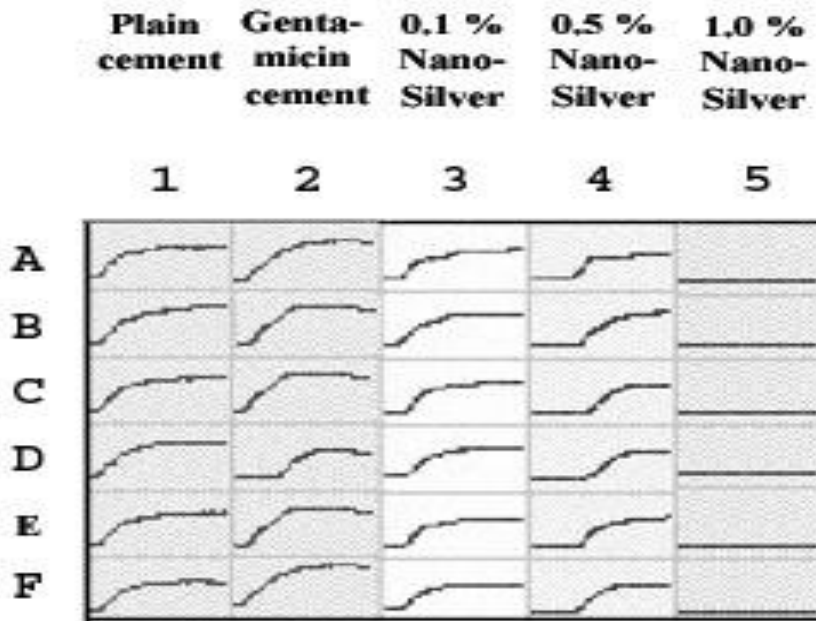 Plain Genta- 0.1 % 0.5 % 1.0 %
cement micin Nano- Nano- Nano-
cement Silver Silver Silver
1 2 3 4 5
A
B
C
D
E
F